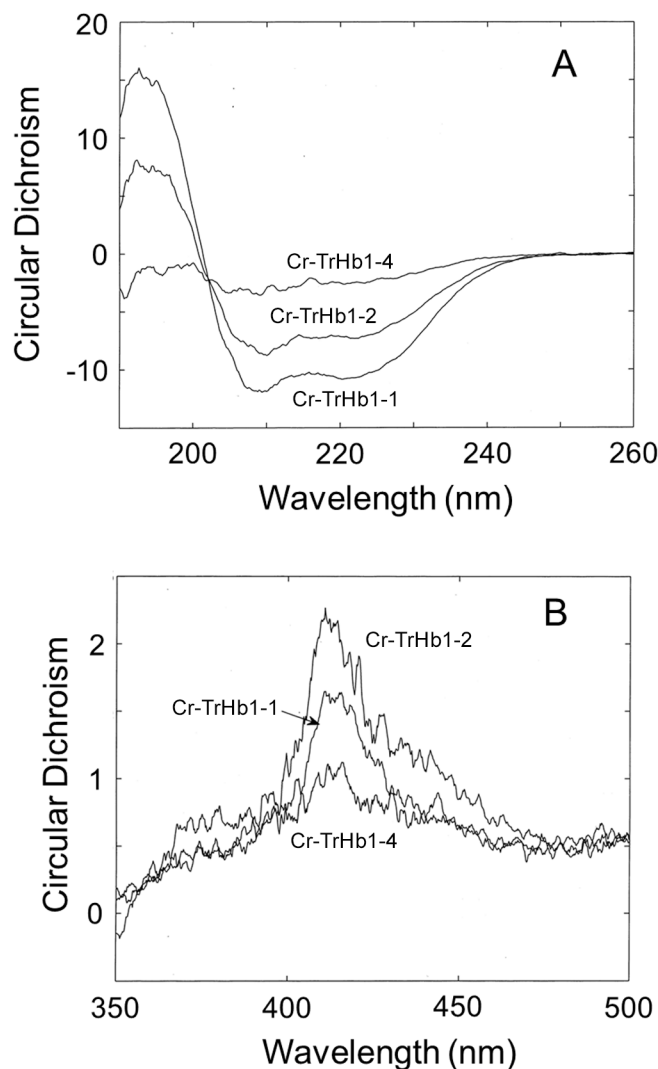 A
Circular Dichroism
20
10
0
-10
Cr-TrHb1-4
Cr-TrHb1-2
Cr-TrHb1-1
200
220
240
260
Wavelength (nm)
B
Circular Dichroism
2
1
0
Cr-TrHb1-2
Cr-TrHb1-1
Cr-TrHb1-4
350
400
450
500
Wavelength (nm)